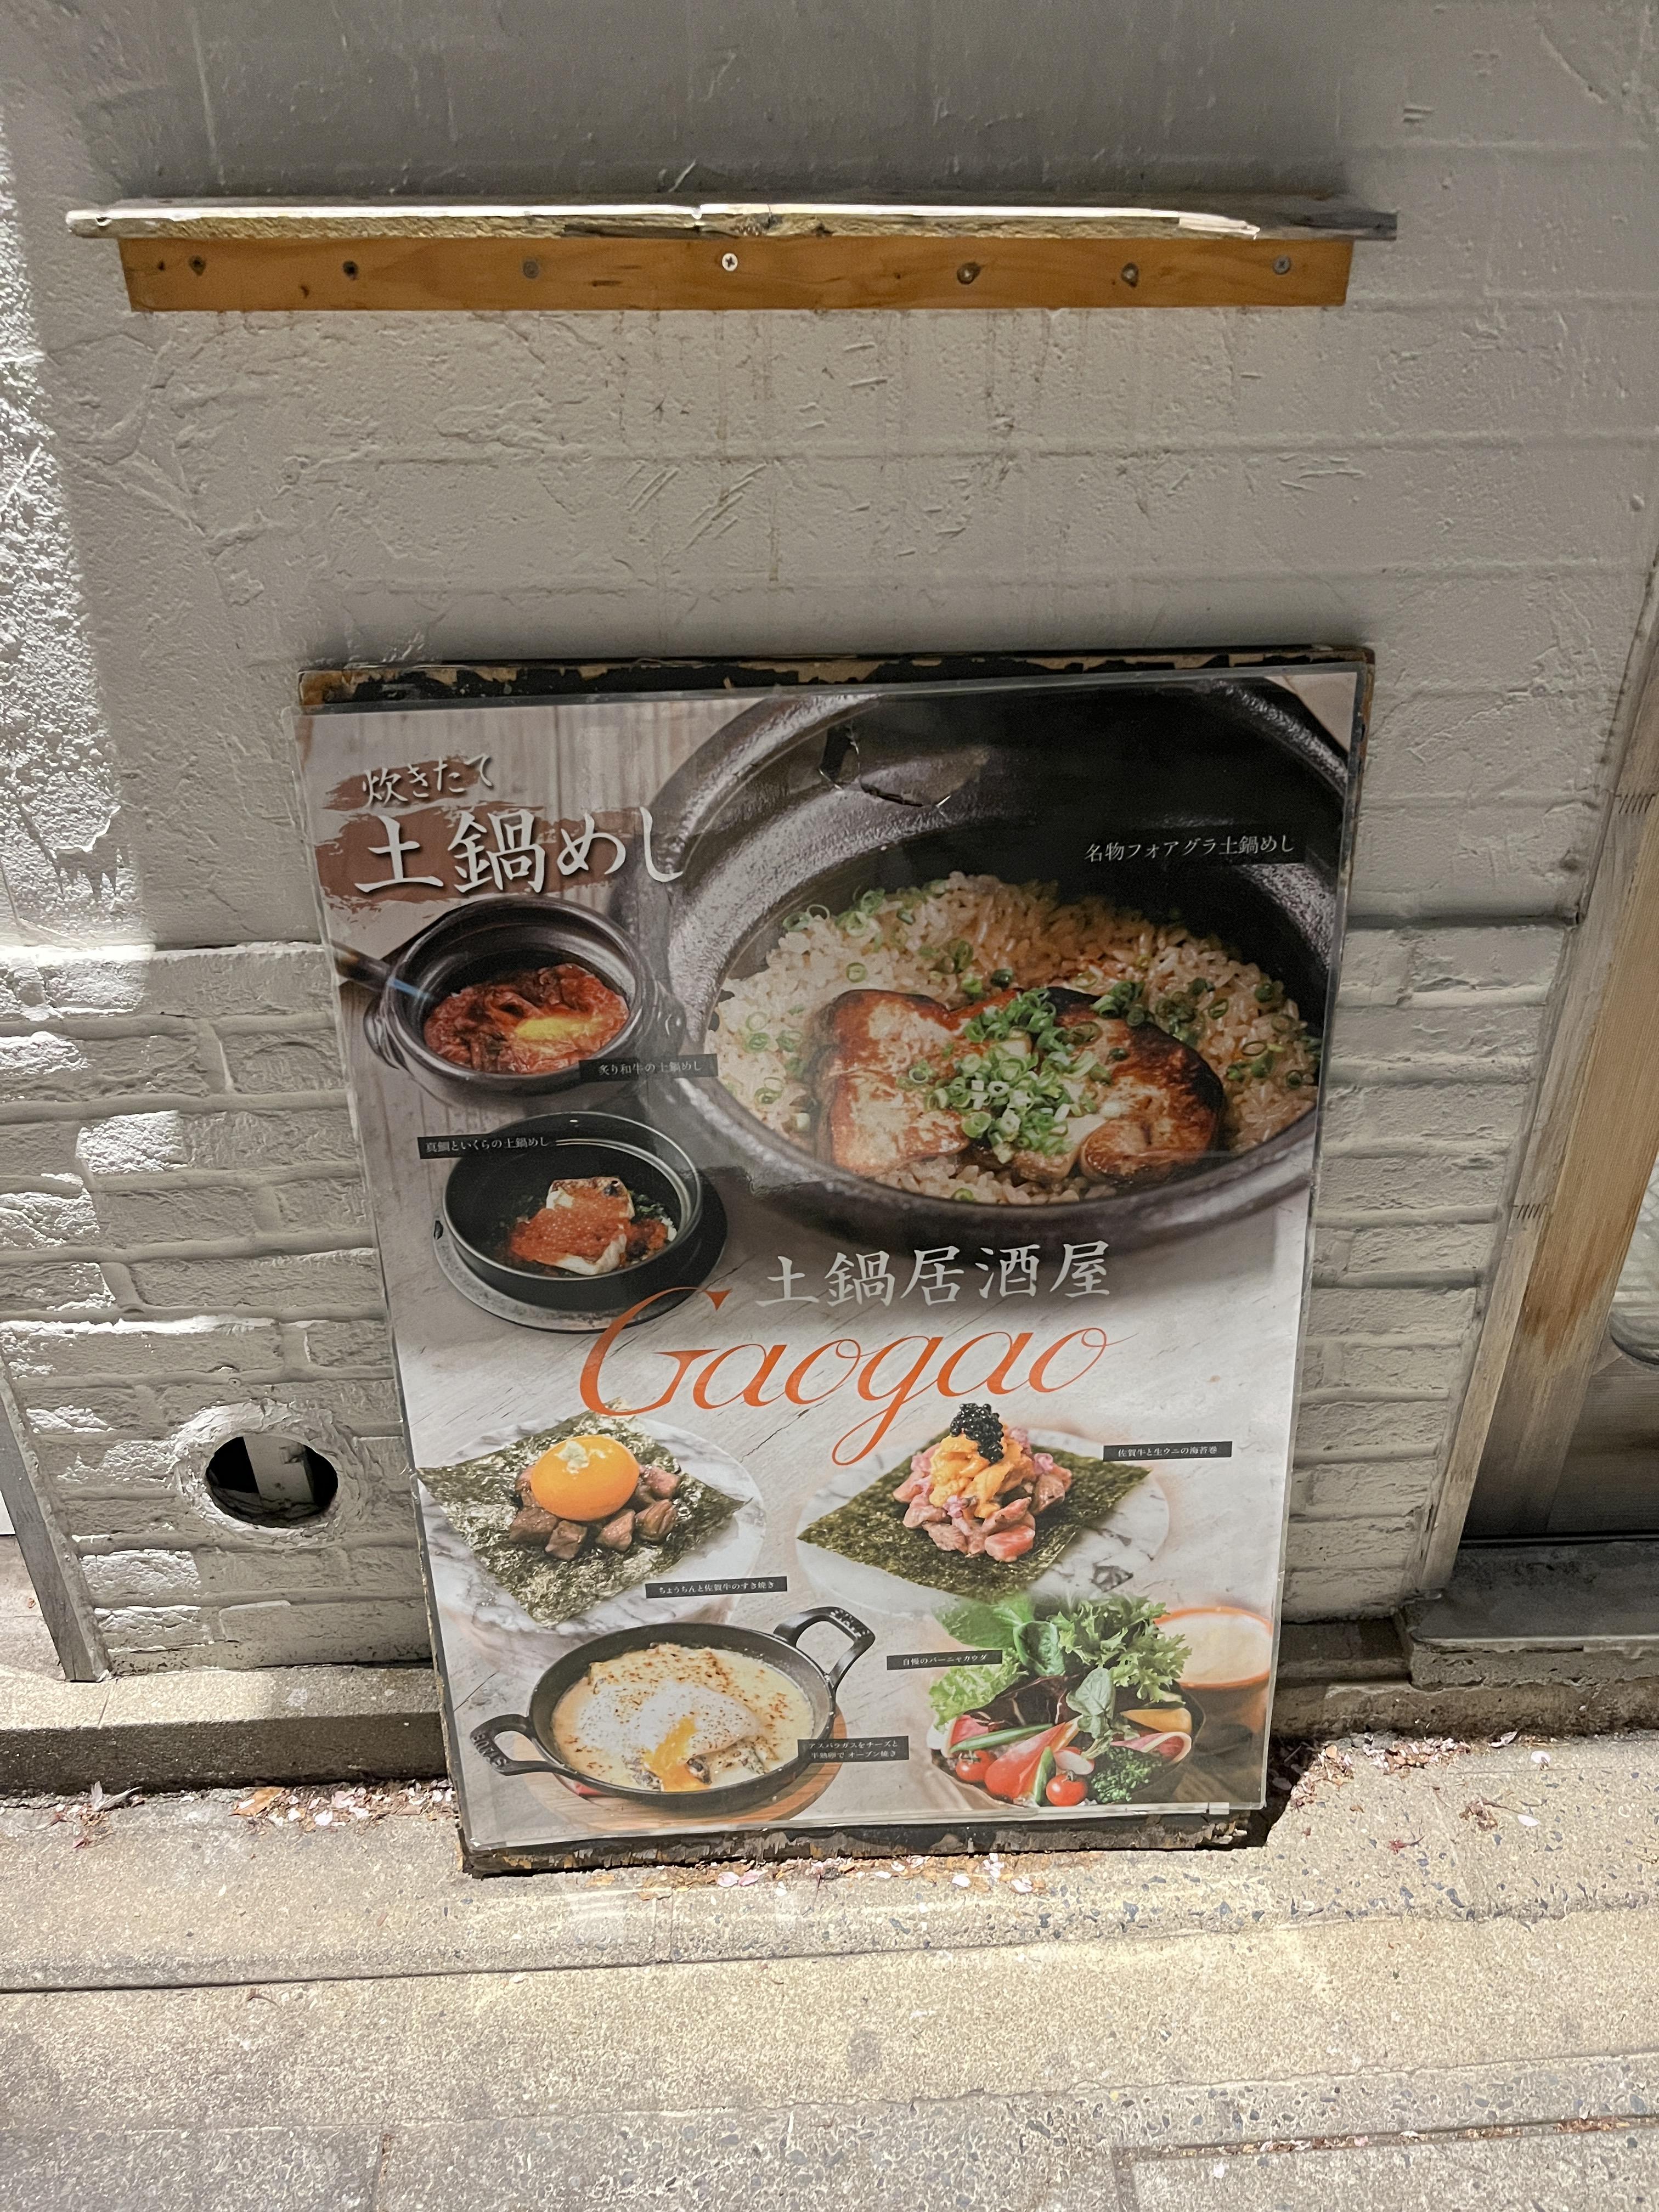 炊きたて
土鍋めし
名物フォアグラ土鍋めし
炙り和牛の土鍋めし
真鯛といくらの土鍋めし
土鍋居酒屋
Gaogao
佐賀牛と生ウニの海苔巻
ちょうちんと佐賀牛のすき焼き
自慢のバーニャカウダ
アスパラガスをチーズと
半熟卵で オーブン焼き